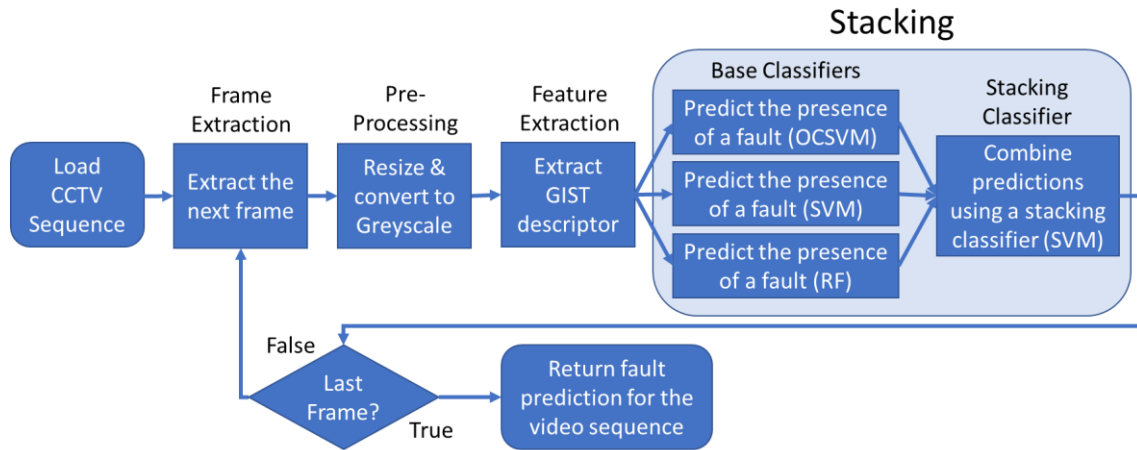 Stacking
Frame
Extraction
Pre-
Processing
Feature
Extraction
Base Classifiers
Stacking
Classifier
Load
CCTV
Sequence
Extract the
next frame
Resize &
convert to
Greyscale
Extract
GIST
descriptor
Predict the presence
of a fault (OCSVM)
Predict the presence
of a fault (SVM)
Predict the presence
of a fault (RF)
Combine
predictions
using a stacking
classifier (SVM)
False
Last
Frame?
True
Return fault
prediction for the
video sequence